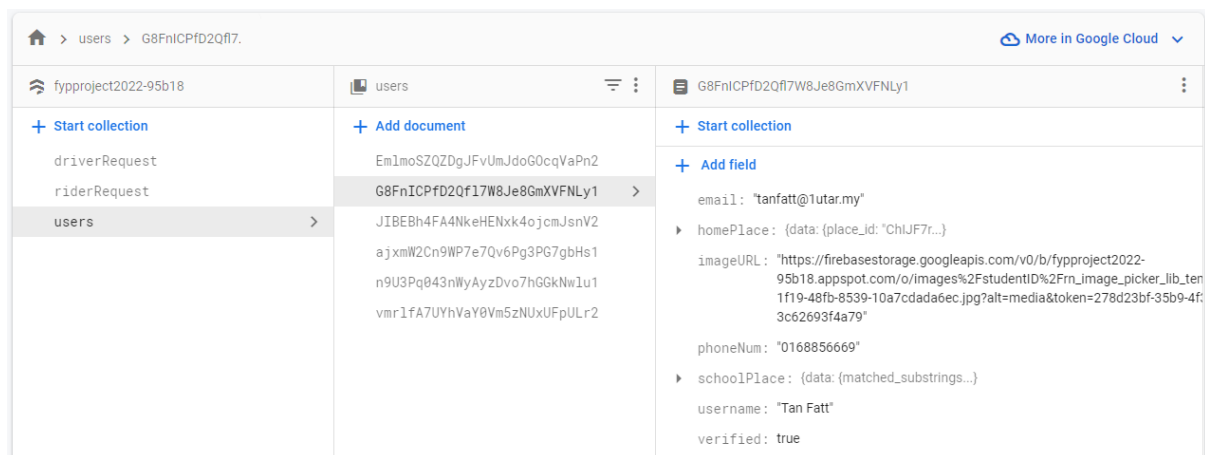 users > G8FnICPfD2Qfl7.
More in Google Cloud
fypproject2022-95b18
users
G8FnICPfD2Qfl7W8Je8GmXVFNLy1
+ Start collection
driverRequest
riderRequest
users
+ Add document
EmlmoSZQZDgJFvUmJdoGOcqVaPn2
G8FnICPfD2Qfl7W8Je8GmXVFNLy1
JIBEBh4FA4NkeHENxk4ojcmJsnV2
ajxmW2Cn9WP7e7Qv6Pg3PG7gbHs1
n9U3Pq043nWyAyzDvo7hGGkNwlu1
vmrlfA7UYhVaY0Vm5zNUxUFpULr2
+ Start collection
+ Add field
email: "tanfatt@1utar.my"
homePlace: {data: {place_id: "ChIJF7r...}
imageURL: "https://firebasestorage.googleapis.com/v0/b/fypproject2022-
95b18.appspot.com/o/images%2FstudentID%2Frn_image_picker_lib_ten
1f19-48fb-8539-10a7cdada6ec.jpg?alt=media&token=278d23bf-35b9-4f
3c62693f4a79"
phoneNum: "0168856669"
schoolPlace: {data: {matched_substrings...}
username: "Tan Fatt"
verified: true